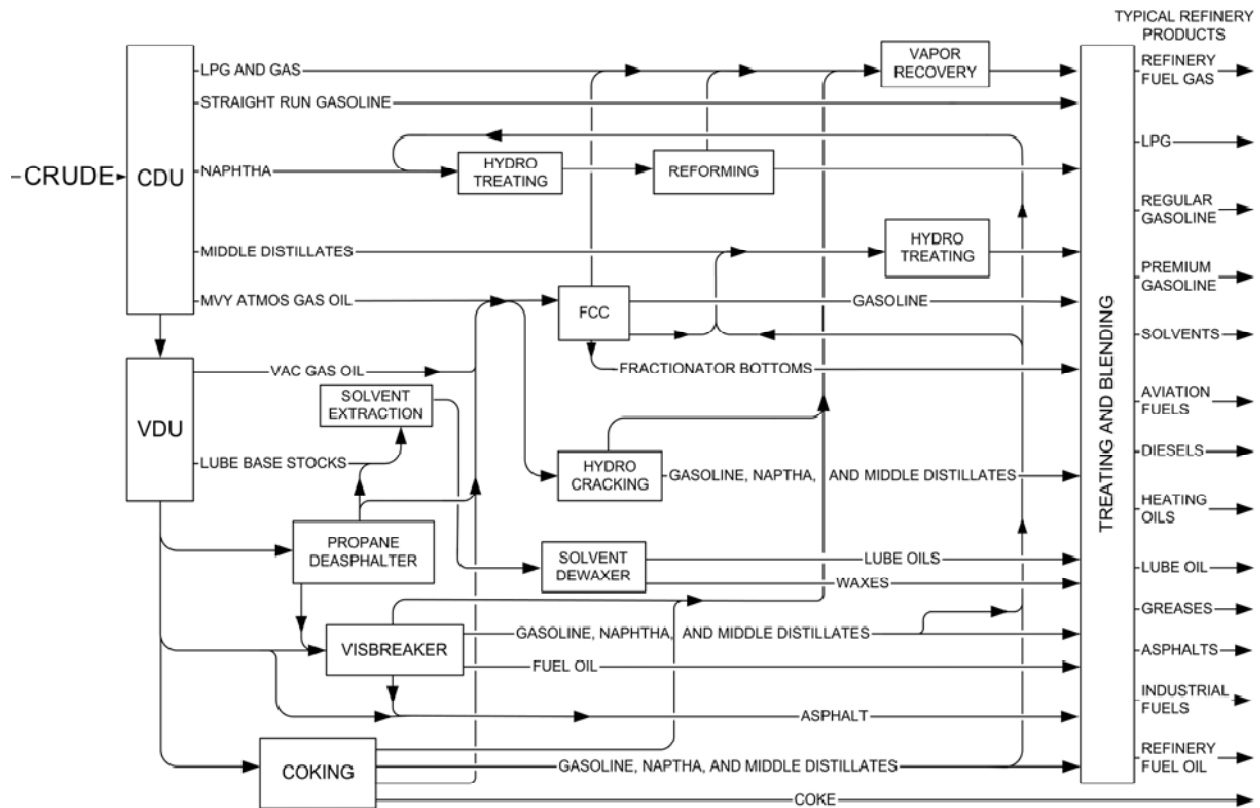 TYPICAL REFINERY
PRODUCTS
LPG AND GAS
VAPOR
RECOVERY
REFINERY
FUEL GAS
STRAIGHT RUN GASOLINE
LPG
CRUDE
CDU
NAPHTHA
HYDRO
TREATING
REFORMING
REGULAR
GASOLINE
MIDDLE DISTILLATES
HYDRO
TREATING
PREMIUM
GASOLINE
MVY ATMOS GAS OIL
FCC
GASOLINE
SOLVENTS
VDU
VAC GAS OIL
FRACTIONATOR BOTTOMS
TREATING AND BLENDING
SOLVENT
EXTRACTION
AVIATION
FUELS
LUBE BASE STOCKS
HYDRO
CRACKING
GASOLINE, NAPTHA, AND MIDDLE DISTILLATES
DIESELS
HEATING
OILS
PROPANE
DEASPHALTER
SOLVENT
DEWAXER
LUBE OILS
WAXES
LUBE OIL
GREASES
VISBREAKER
GASOLINE, NAPHTHA, AND MIDDLE DISTILLATES
FUEL OIL
ASPHALTS
ASPHALT
INDUSTRIAL
FUELS
COKING
GASOLINE, NAPTHA, AND MIDDLE DISTILLATES
REFINERY
FUEL OIL
COKE